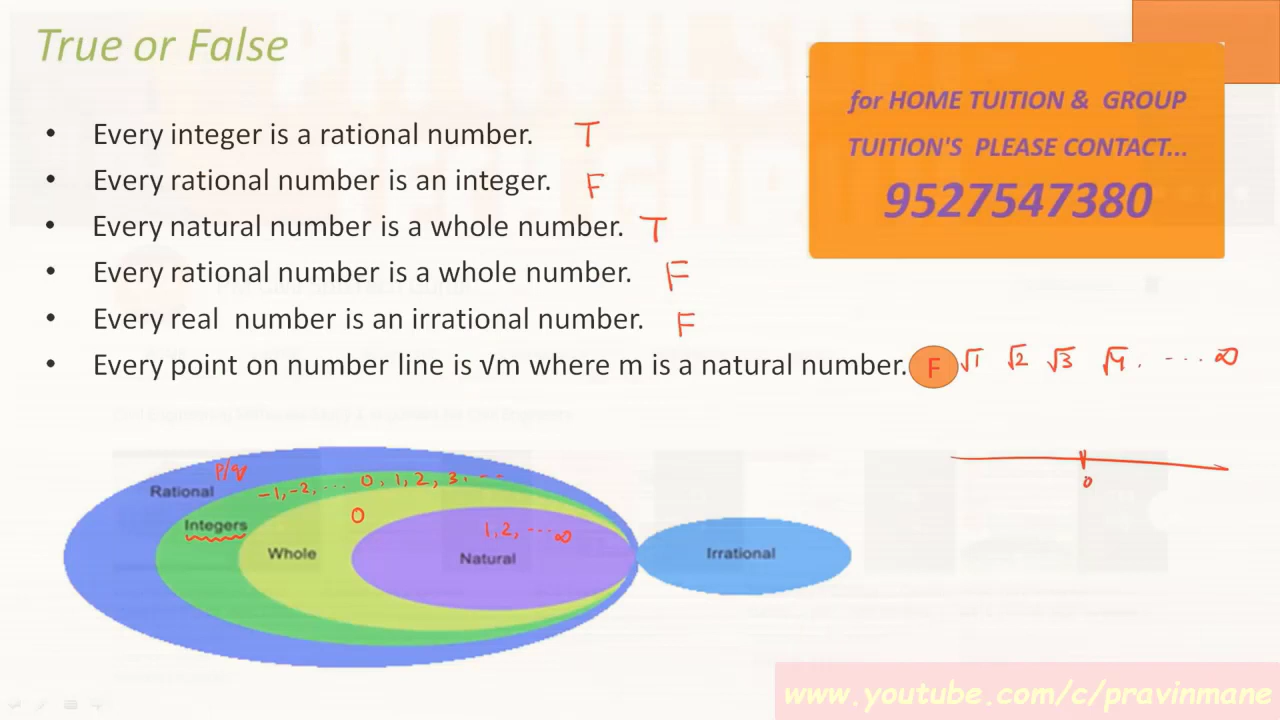 True or False
for HOME TUITION & GROUP
TUITION'S PLEASE CONTACT...
9527547380
• Every integer is a rational number. T
• Every rational number is an integer. F
• Every natural number is a whole number. T
• Every rational number is a whole number. F
• Every real number is an irrational number. F
• Every point on number line is √m where m is a natural number. F √1 √2 √3 √4. ... ∞
0
p/q
Rational
-1, -2, ... 0, 1, 2, 3, ...
Integers
0
1, 2, ... ∞
Whole
Natural
Irrational
www.youtube.com/c/pravinmane